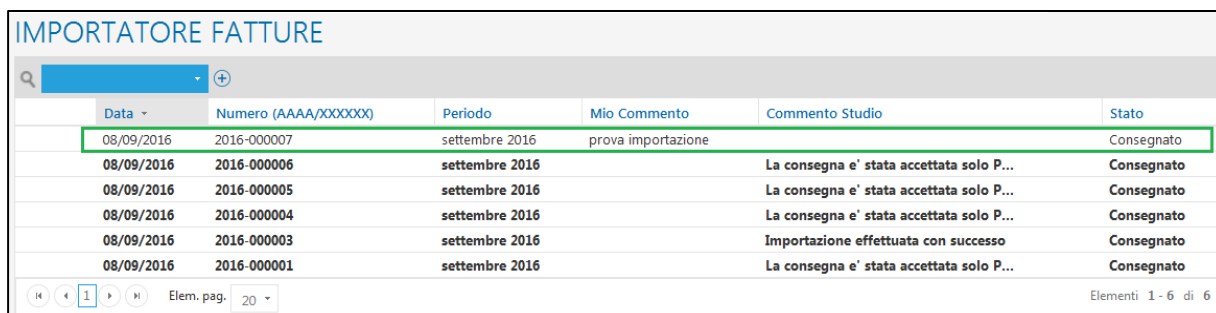 IMPORTATORE FATTURE
Data Numero (AAAA/XXXXXX) Periodo Mio Commento Commento Studio Stato
08/09/2016 2016-000007 settembre 2016 prova importazione Consegnato
08/09/2016 2016-000006 settembre 2016 La consegna e' stata accettata solo P... Consegnato
08/09/2016 2016-000005 settembre 2016 La consegna e' stata accettata solo P... Consegnato
08/09/2016 2016-000004 settembre 2016 La consegna e' stata accettata solo P... Consegnato
08/09/2016 2016-000003 settembre 2016 Importazione effettuata con successo Consegnato
08/09/2016 2016-000001 settembre 2016 La consegna e' stata accettata solo P... Consegnato
1 Elem. pag. 20 Elementi 1 - 6 di 6